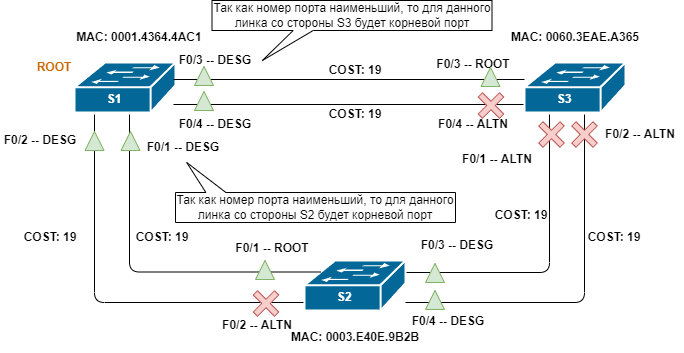 Так как номер порта наименьший, то для данного
линка со стороны S3 будет корневой порт
MAC: 0001.4364.4AC1
MAC: 0060.3EAE.A365
ROOT
F0/3 -- DESG
COST: 19
F0/3 -- ROOT
S1
S3
COST: 19
F0/4 -- DESG
F0/4 -- ALTN
F0/2 -- DESG
F0/2 -- ALTN
F0/1 -- DESG
F0/1 -- ALTN
Так как номер порта наименьший, то для данного
линка со стороны S2 будет корневой порт
COST: 19
COST: 19
COST: 19
COST: 19
F0/1 -- ROOT
F0/3 -- DESG
S2
F0/2 -- ALTN
F0/4 -- DESG
MAC: 0003.E40E.9B2B